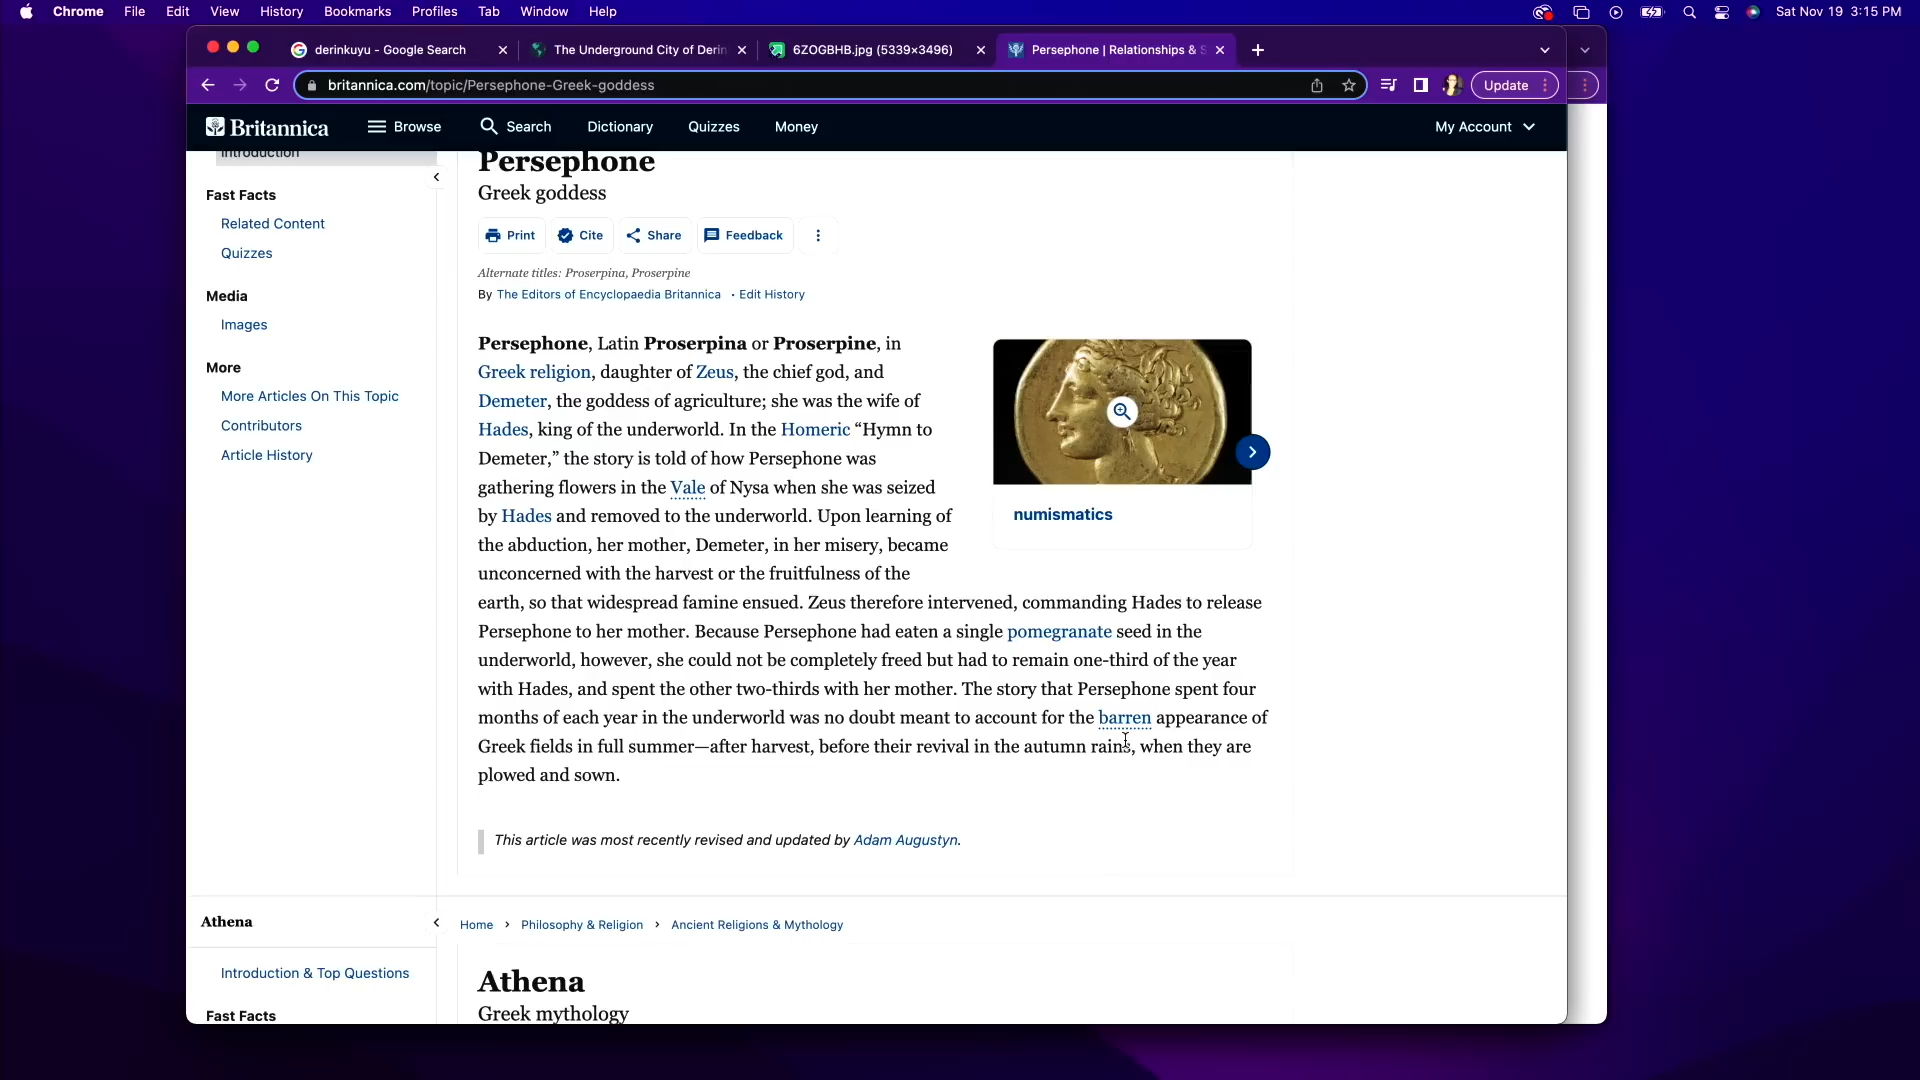 Chrome File Edit View History Bookmarks Profiles Tab Window Help Sat Nov 19 3:15 PM
derinkuyu - Google Search The Underground City of Derin 6ZOGBHB.jpg (5339×3496) Persephone | Relationships & S
britannica.com/topic/Persephone-Greek-goddess Update
Britannica Browse Search Dictionary Quizzes Money My Account
Introduction
Fast Facts
Related Content
Quizzes
Media
Images
More
More Articles On This Topic
Contributors
Article History
Persephone
Greek goddess
Print Cite Share Feedback
Alternate titles: Proserpina, Proserpine
By The Editors of Encyclopaedia Britannica • Edit History
Persephone, Latin Proserpina or Proserpine, in
Greek religion, daughter of Zeus, the chief god, and
Demeter, the goddess of agriculture; she was the wife of
Hades, king of the underworld. In the Homeric “Hymn to
Demeter,” the story is told of how Persephone was
gathering flowers in the Vale of Nysa when she was seized
by Hades and removed to the underworld. Upon learning of
the abduction, her mother, Demeter, in her misery, became
unconcerned with the harvest or the fruitfulness of the
earth, so that widespread famine ensued. Zeus therefore intervened, commanding Hades to release
Persephone to her mother. Because Persephone had eaten a single pomegranate seed in the
underworld, however, she could not be completely freed but had to remain one-third of the year
with Hades, and spent the other two-thirds with her mother. The story that Persephone spent four
months of each year in the underworld was no doubt meant to account for the barren appearance of
Greek fields in full summer—after harvest, before their revival in the autumn rains, when they are
plowed and sown.
numismatics
This article was most recently revised and updated by Adam Augustyn.
Athena
Introduction & Top Questions
Fast Facts
Home › Philosophy & Religion › Ancient Religions & Mythology
Athena
Greek mythology